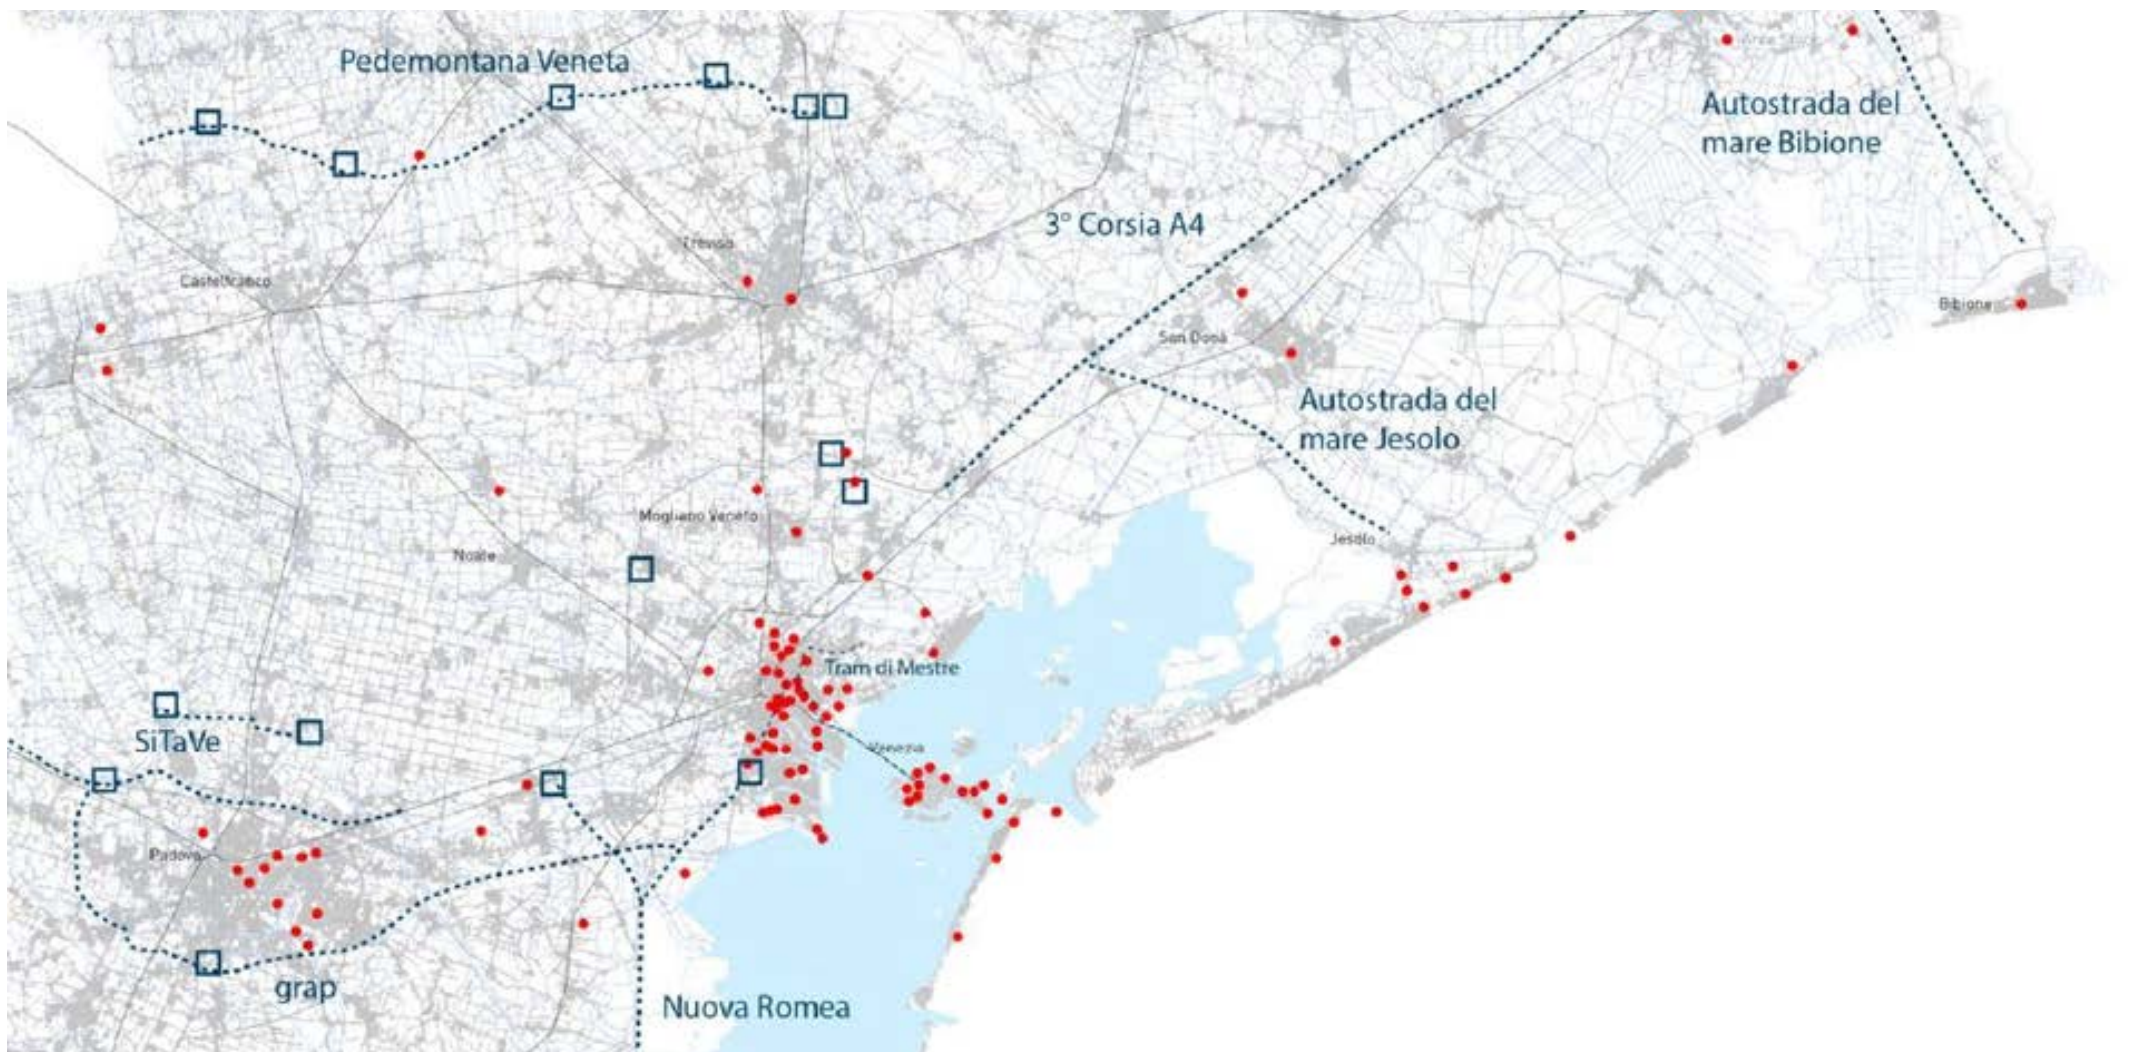 Pedemontana Veneta
Autostrada del
mare Bibione
3° Corsia A4
Treviso
Castelfranco
Bibione
San Donà
Autostrada del
mare Jesolo
Mogliano Veneto
Jesolo
Noale
Tram di Mestre
SiTaVe
Venezia
Padova
grap
Nuova Romea